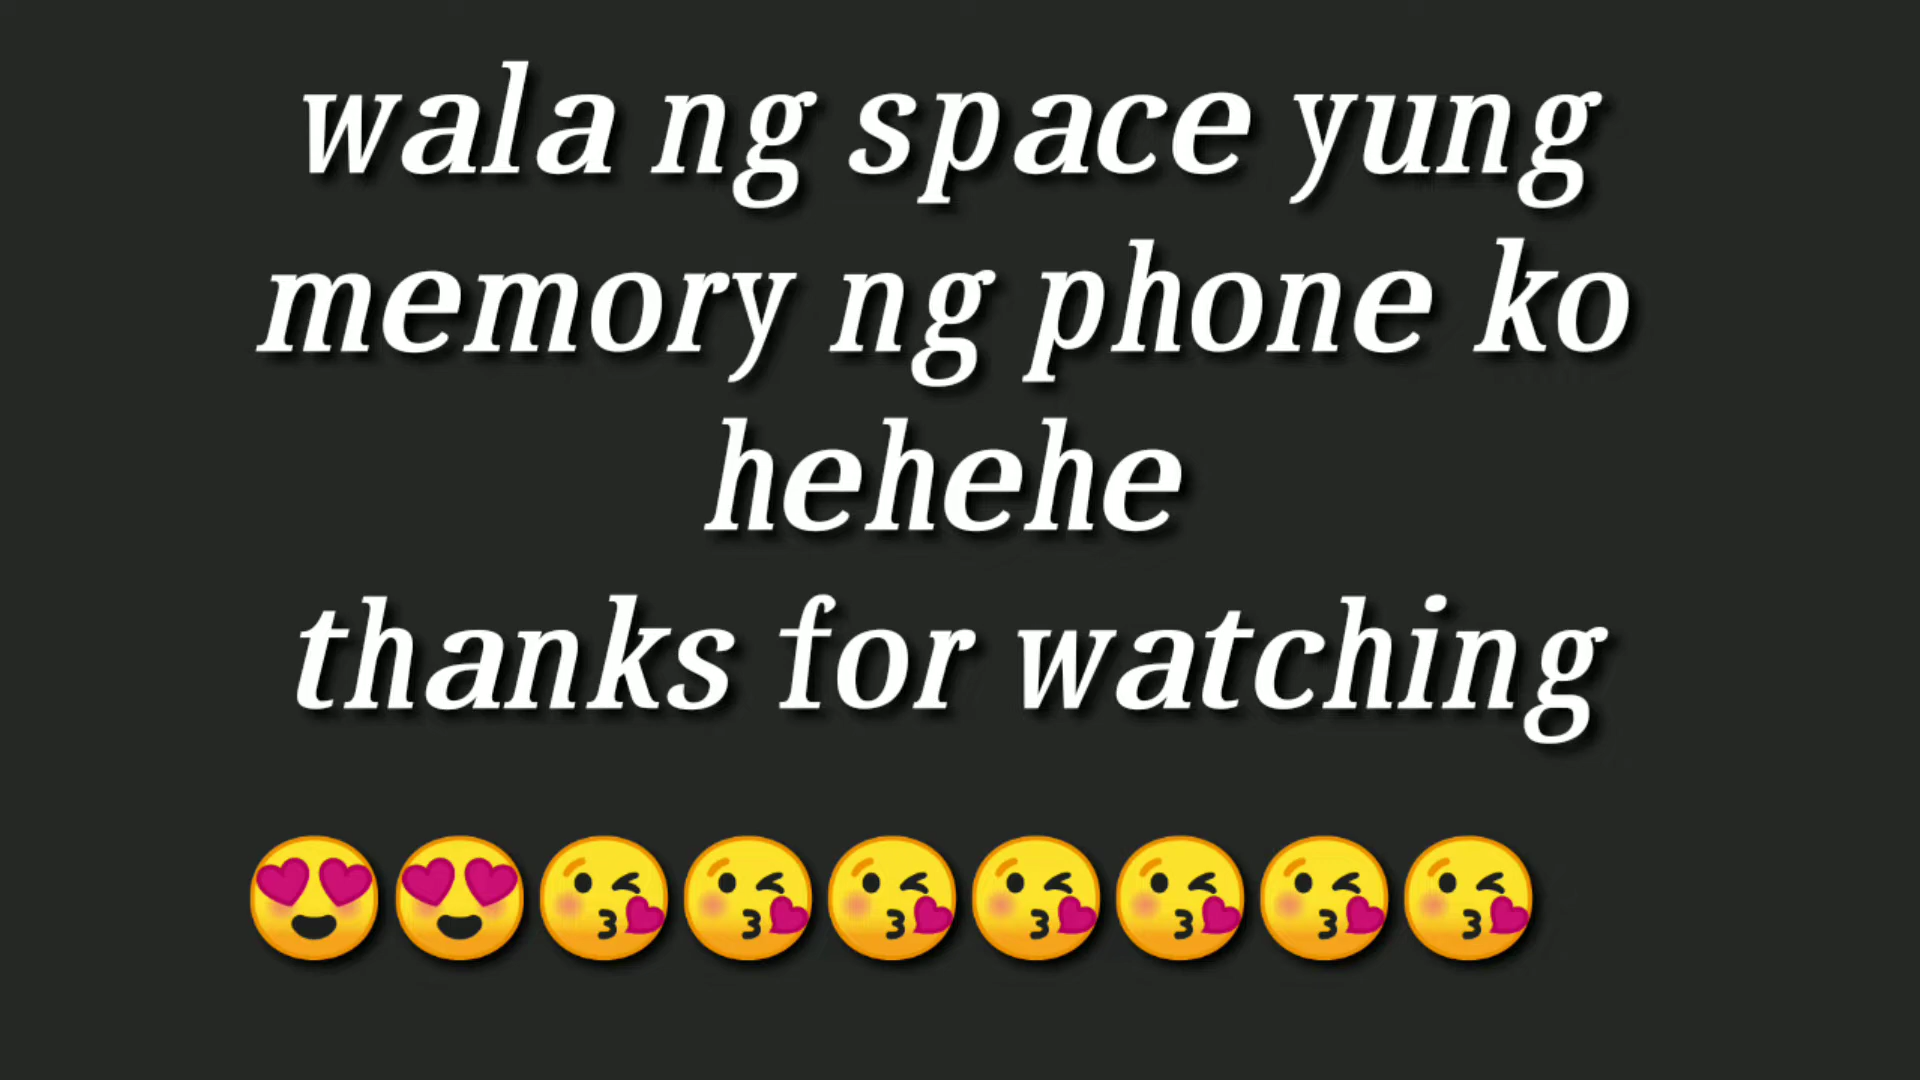 wala ng space yung
memory ng phone ko
hehehe
thanks for watching
😍😍😘😘😘😘😘😘😘